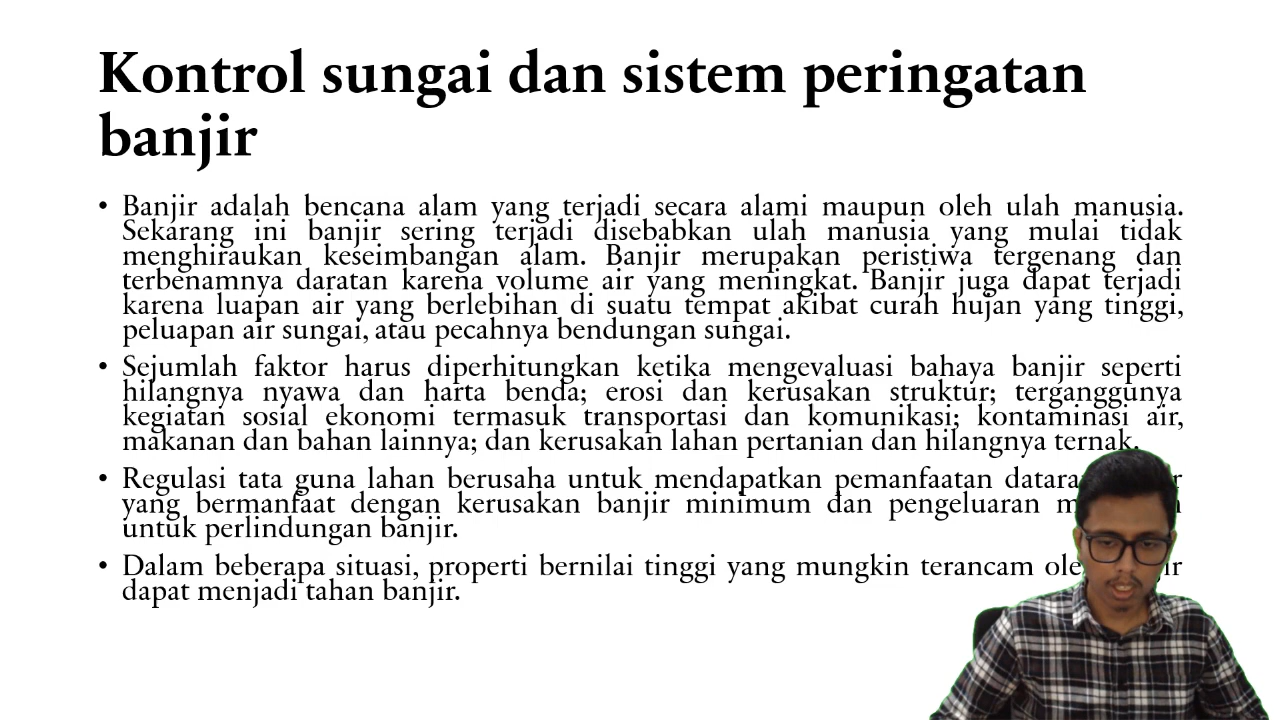 Kontrol sungai dan sistem peringatan
banjir
• Banjir adalah bencana alam yang terjadi secara alami maupun oleh ulah manusia.
Sekarang ini banjir sering terjadi disebabkan ulah manusia yang mulai tidak
menghiraukan keseimbangan alam. Banjir merupakan peristiwa tergenang dan
terbenamnya daratan karena volume air yang meningkat. Banjir juga dapat terjadi
karena luapan air yang berlebihan di suatu tempat akibat curah hujan yang tinggi,
peluapan air sungai, atau pecahnya bendungan sungai.
• Sejumlah faktor harus diperhitungkan ketika mengevaluasi bahaya banjir seperti
hilangnya nyawa dan harta benda; erosi dan kerusakan struktur; terganggunya
kegiatan sosial ekonomi termasuk transportasi dan komunikasi; kontaminasi air,
makanan dan bahan lainnya; dan kerusakan lahan pertanian dan hilangnya ternak.
• Regulasi tata guna lahan berusaha untuk mendapatkan pemanfaatan
yang bermanfaat dengan kerusakan banjir minimum dan pengeluaran
untuk perlindungan banjir.
• Dalam beberapa situasi, properti bernilai tinggi yang mungkin terancam
dapat menjadi tahan banjir.